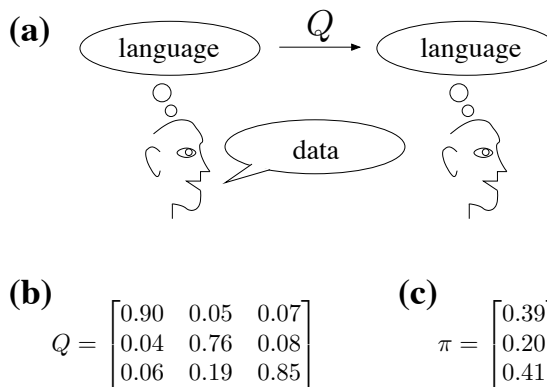 (a)
language Q language
data
(b) (c)
Q = [0.90 0.05 0.07
0.04 0.76 0.08
0.06 0.19 0.85]
π = [0.39
0.20
0.41]